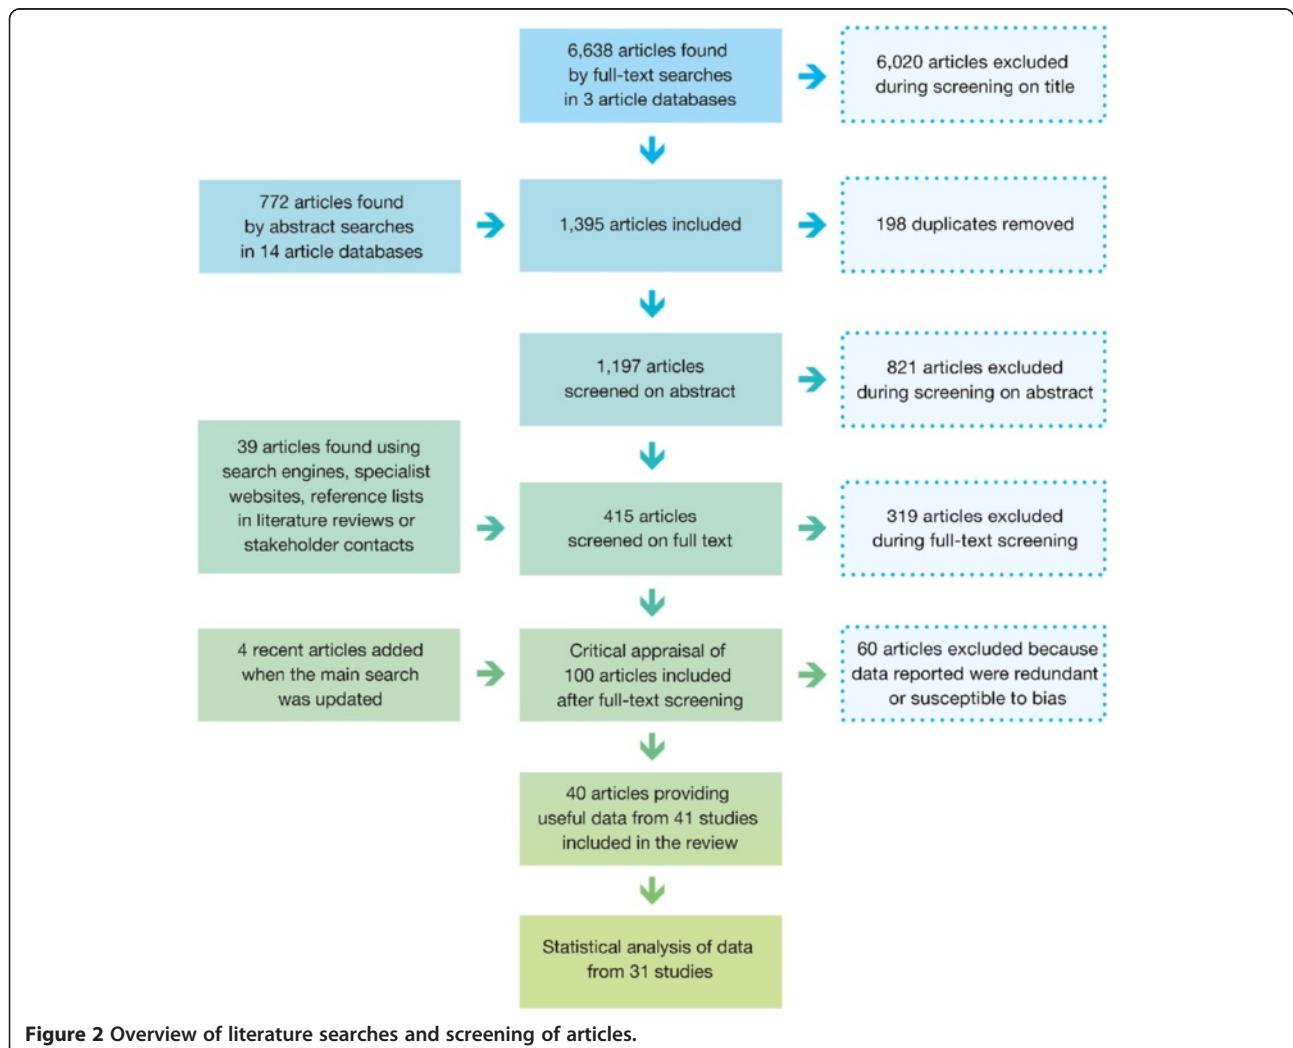 6,638 articles found
by full-text searches
in 3 article databases
6,020 articles excluded
during screening on title
772 articles found
by abstract searches
in 14 article databases
1,395 articles included
198 duplicates removed
1,197 articles
screened on abstract
821 articles excluded
during screening on abstract
39 articles found using
search engines, specialist
websites, reference lists
in literature reviews or
stakeholder contacts
415 articles
screened on full text
319 articles excluded
during full-text screening
4 recent articles added
when the main search
was updated
Critical appraisal of
100 articles included
after full-text screening
60 articles excluded because
data reported were redundant
or susceptible to bias
40 articles providing
useful data from 41 studies
included in the review
Statistical analysis of data
from 31 studies
Figure 2 Overview of literature searches and screening of articles.